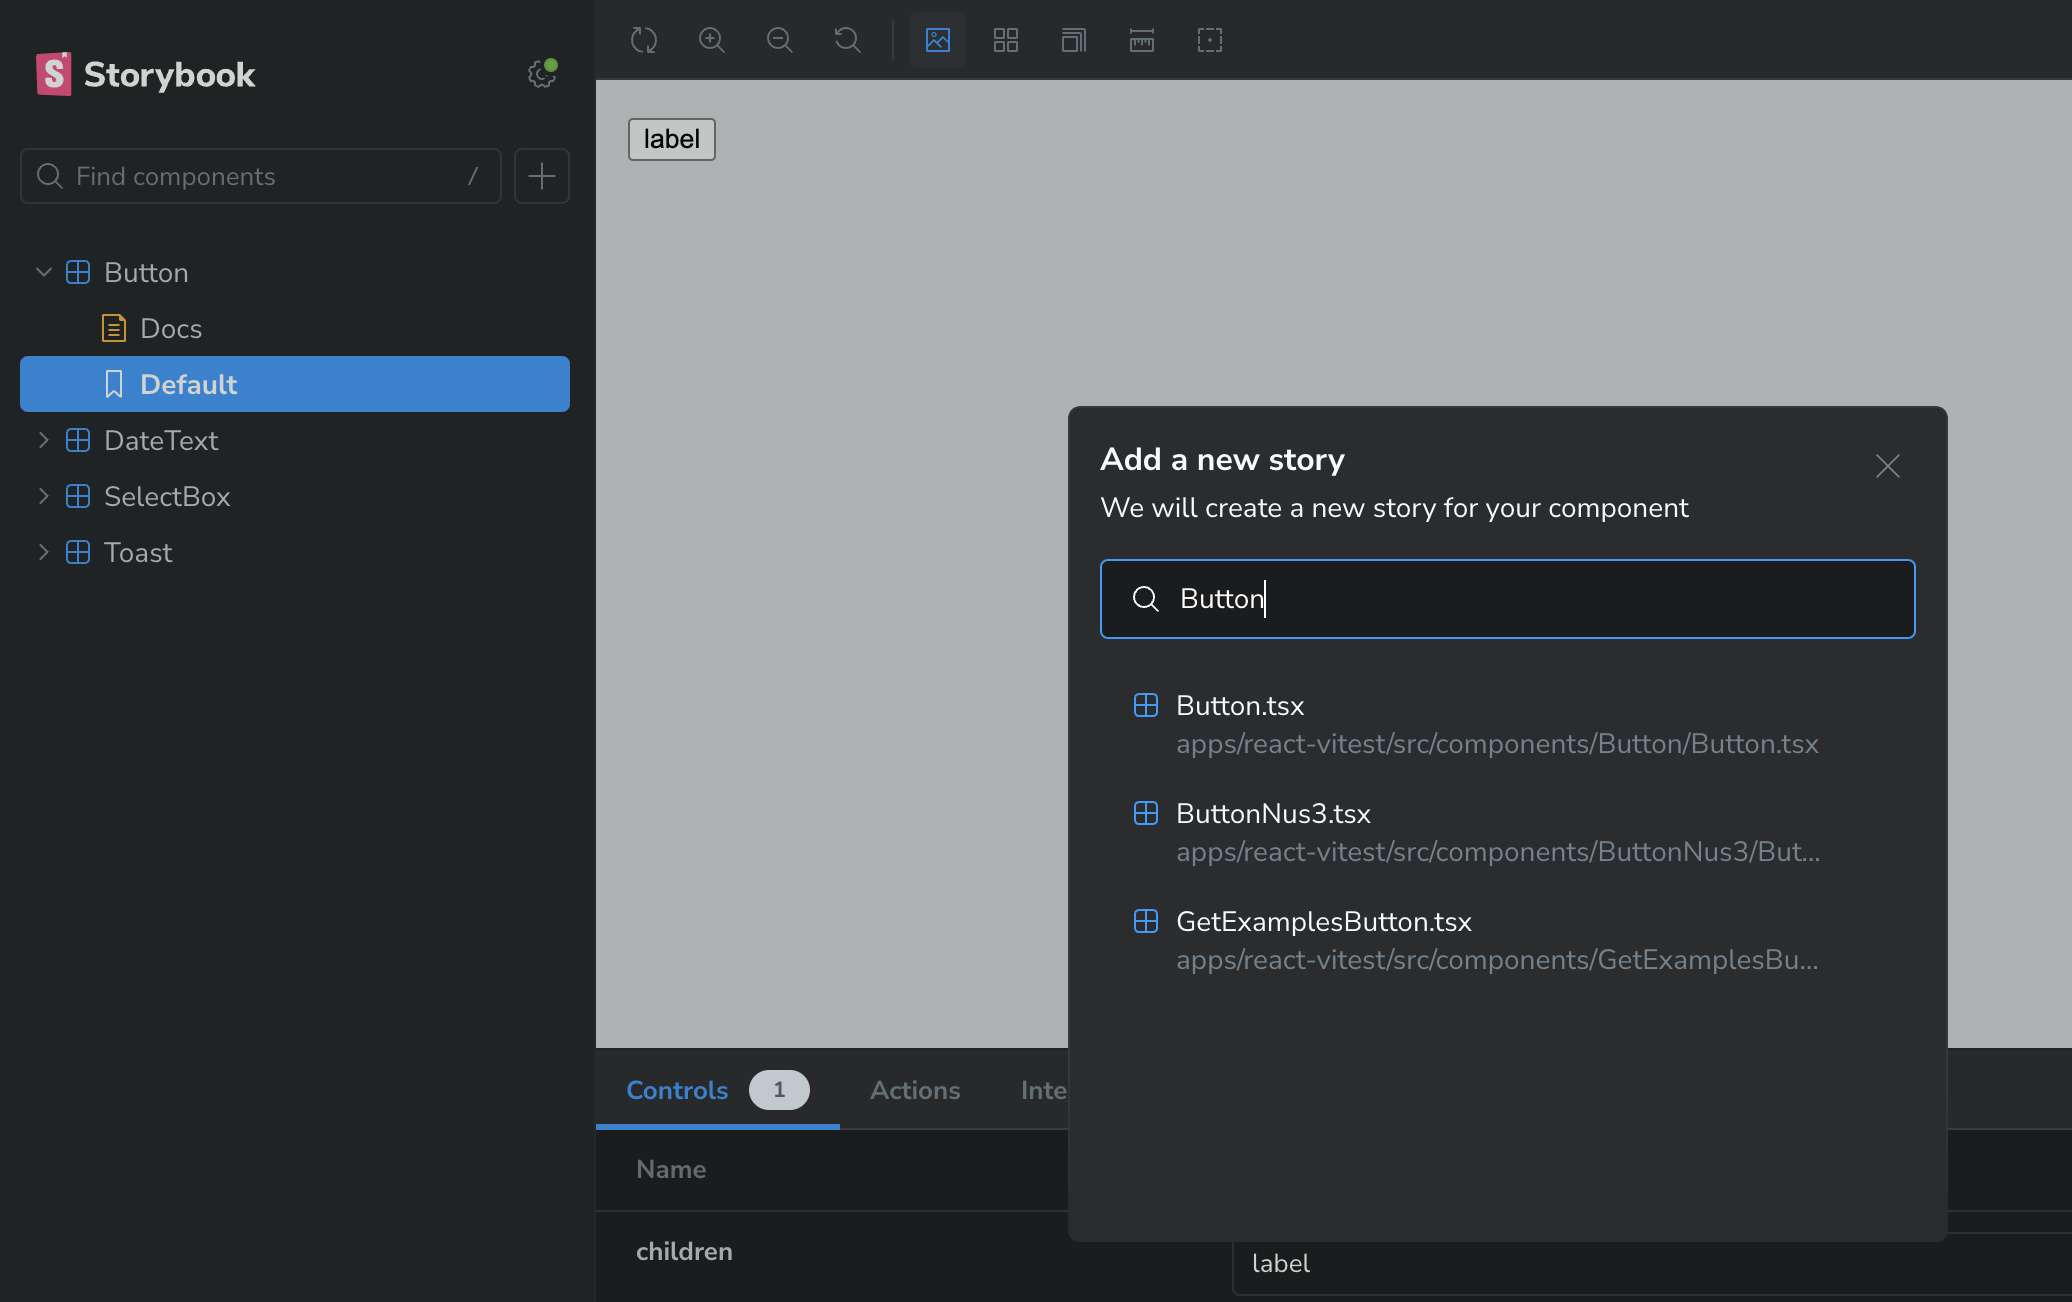 Storybook
Find components /
Button
Docs
Default
DateText
SelectBox
Toast
label
Add a new story
We will create a new story for your component
Button
Button.tsx
apps/react-vitest/src/components/Button/Button.tsx
ButtonNus3.tsx
apps/react-vitest/src/components/ButtonNus3/But...
GetExamplesButton.tsx
apps/react-vitest/src/components/GetExamplesBu...
Controls 1 Actions Inte
Name
children
label